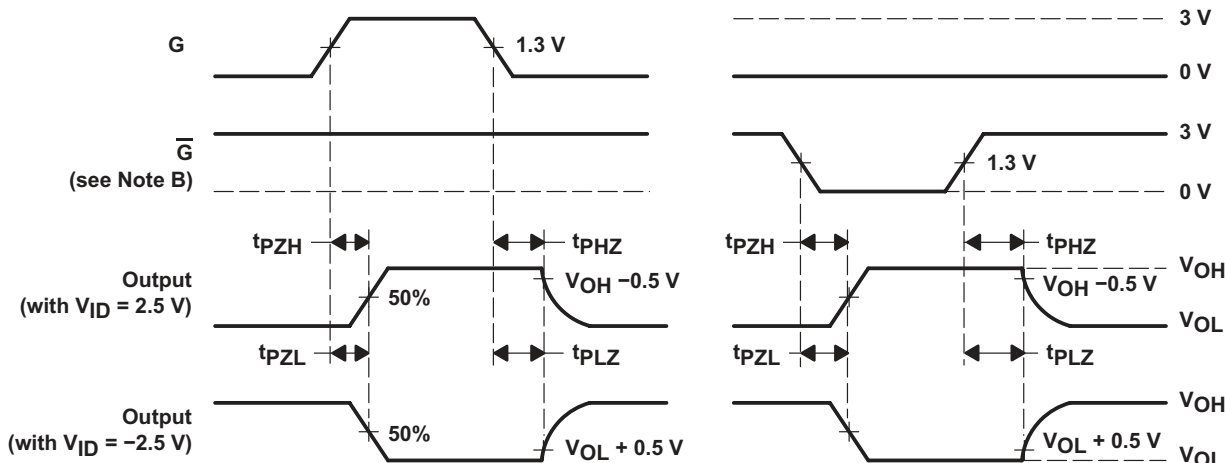 G
1.3 V
3 V
0 V
G
(see Note B)
3 V
1.3 V
0 V
tPZH
tPHZ
tPZH
tPHZ
Output
(with VID = 2.5 V)
50%
VOH −0.5 V
VOH −0.5 V
VOH
VOL
tPZL
tPLZ
tPZL
tPLZ
Output
(with VID = −2.5 V)
50%
VOL + 0.5 V
VOL + 0.5 V
VOH
VOL